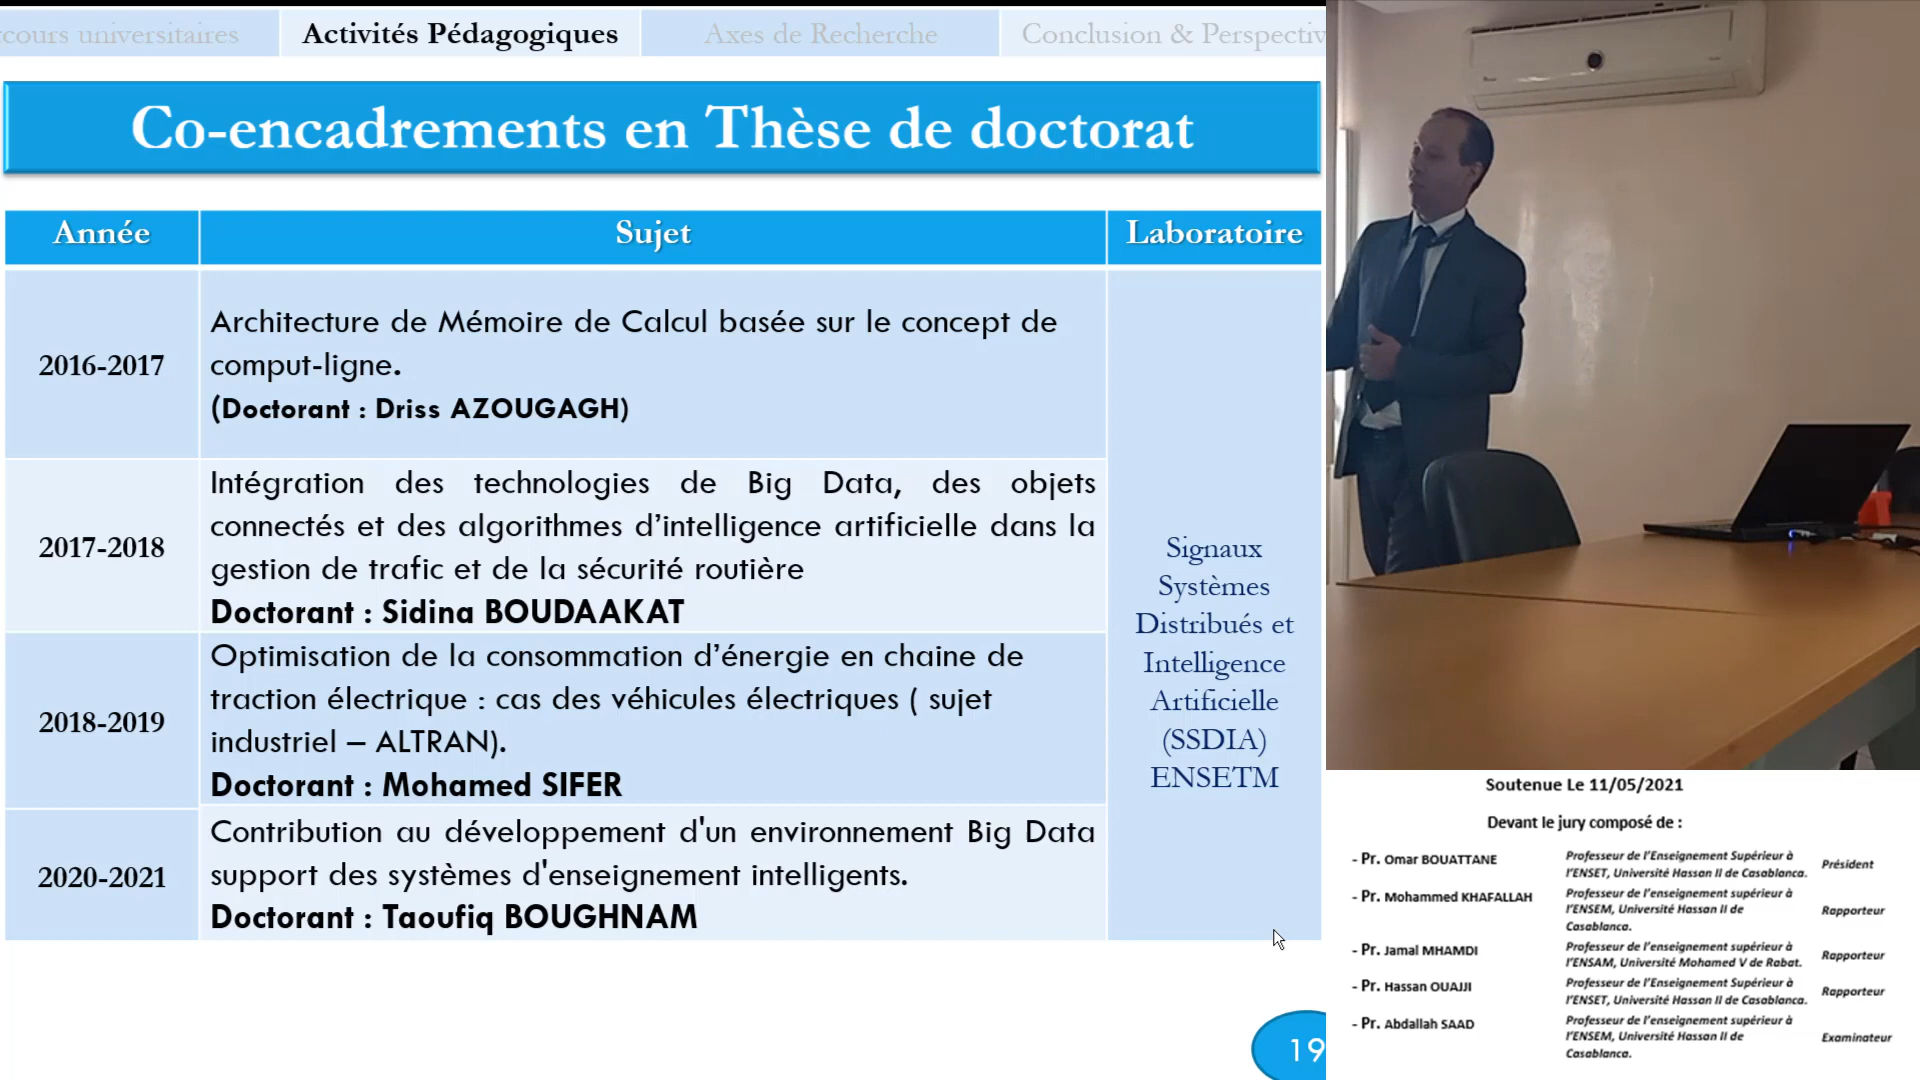 cours universitaires
Activités Pédagogiques
Axes de Recherche
Conclusion & Perspectiv
Co-encadrements en Thèse de doctorat
Année
Sujet
Laboratoire
2016-2017
Architecture de Mémoire de Calcul basée sur le concept de
comput-ligne.
(Doctorant : Driss AZOUGAGH)
2017-2018
Intégration des technologies de Big Data, des objets
connectés et des algorithmes d’intelligence artificielle dans la
gestion de trafic et de la sécurité routière
Doctorant : Sidina BOUDAAKAT
2018-2019
Optimisation de la consommation d’énergie en chaine de
traction électrique : cas des véhicules électriques ( sujet
industriel – ALTRAN).
Doctorant : Mohamed SIFER
2020-2021
Contribution au développement d'un environnement Big Data
support des systèmes d'enseignement intelligents.
Doctorant : Taoufiq BOUGHNAM
Signaux
Systèmes
Distribués et
Intelligence
Artificielle
(SSDIA)
ENSETM
19
Soutenue Le 11/05/2021
Devant le jury composé de :
- Pr. Omar BOUATTANE
Professeur de l’Enseignement Supérieur à
l’ENSET, Université Hassan II de Casablanca.
Président
- Pr. Mohammed KHAFALLAH
Professeur de l’enseignement supérieur à
l’ENSEM, Université Hassan II de
Casablanca.
Rapporteur
- Pr. Jamal MHAMDI
Professeur de l’enseignement supérieur à
l’ENSAM, Université Mohamed V de Rabat.
Rapporteur
- Pr. Hassan OUAJJI
Professeur de l’Enseignement Supérieur à
l’ENSET, Université Hassan II de Casablanca.
Rapporteur
- Pr. Abdallah SAAD
Professeur de l’enseignement supérieur à
l’ENSEM, Université Hassan II de
Casablanca.
Examinateur